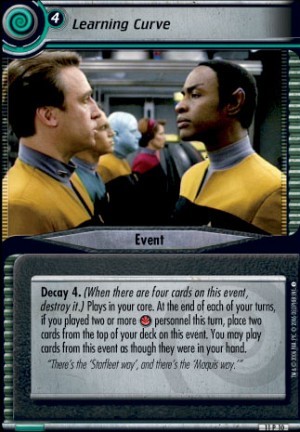 4 Learning Curve
Event
Decay 4. (When there are four cards on this event,
destroy it.) Plays in your core. At the end of each of your turns,
if you played two or more personnel this turn, place two
cards from the top of your deck on this event. You may play
cards from this event as though they were in your hand.
"There's the 'Starfleet way', and there's the 'Maquis way.'"
11 P 30